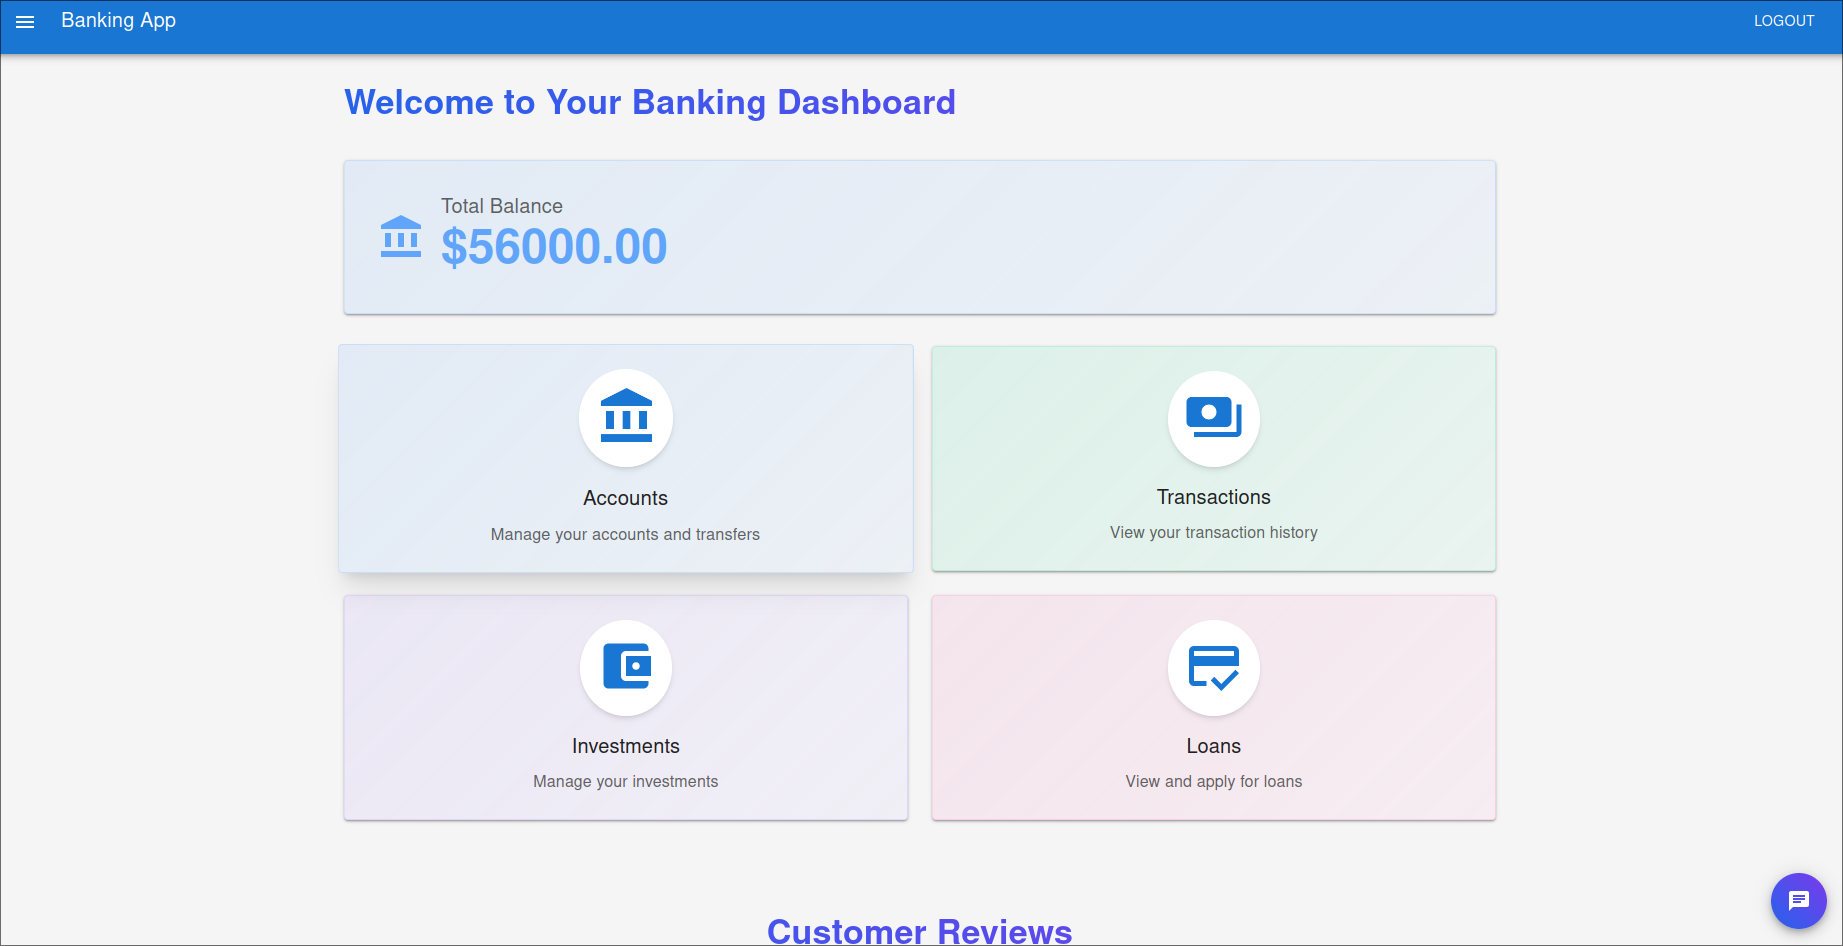 Banking App
LOGOUT
Welcome to Your Banking Dashboard
Total Balance
$56000.00
Accounts
Manage your accounts and transfers
Transactions
View your transaction history
Investments
Manage your investments
Loans
View and apply for loans
Customer Reviews